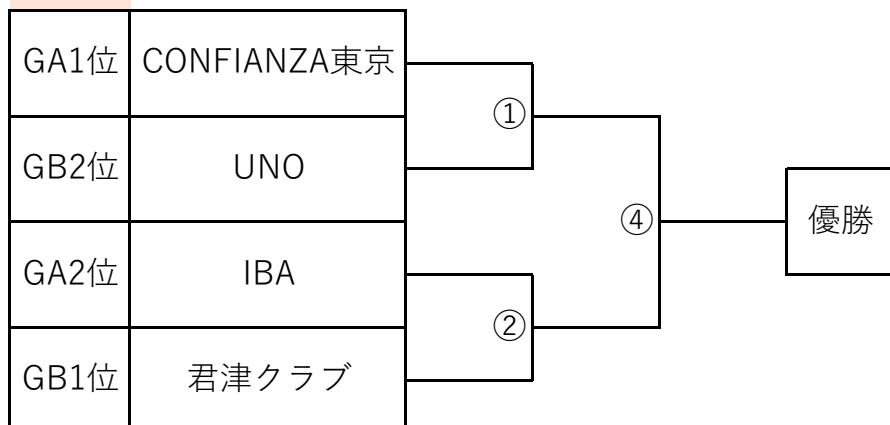 GA1位 CONFIANZA東京
①
GB2位 UNO
④ 優勝
GA2位 IBA
②
GB1位 君津クラブ